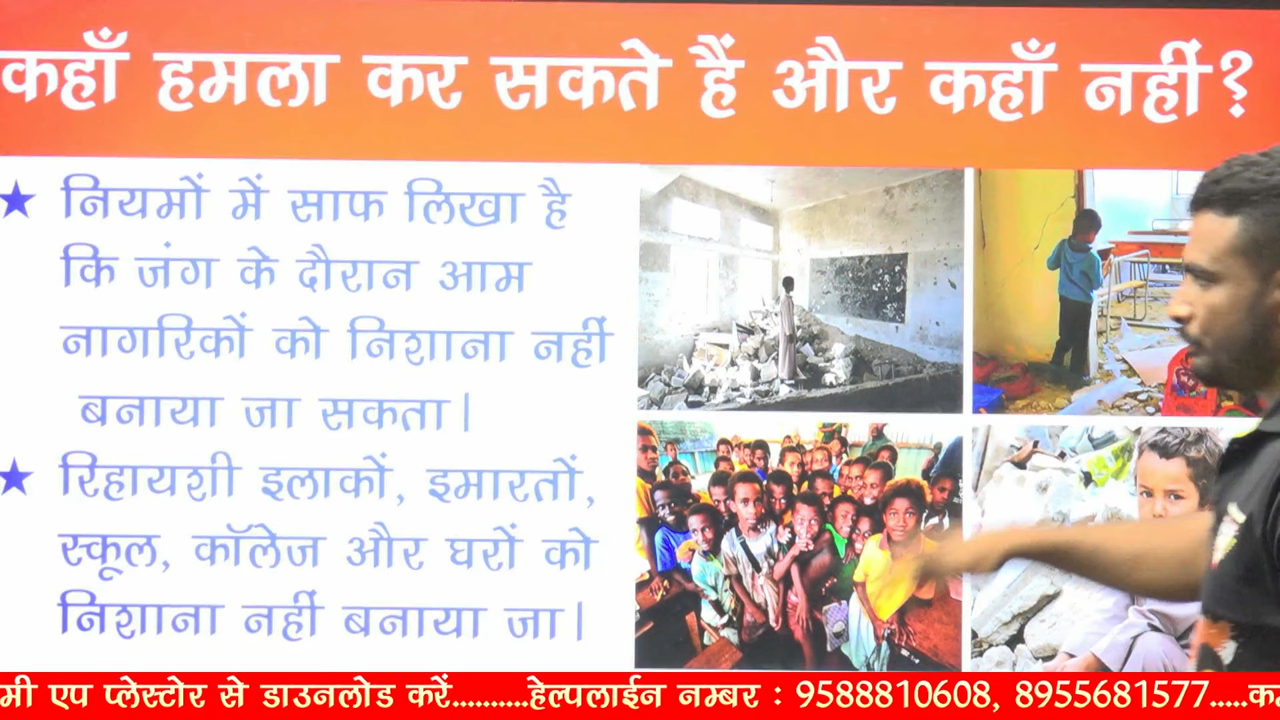 कहाँ हमला कर सकते हैं और कहाँ नहीं?
★ नियमों में साफ लिखा है
कि जंग के दौरान आम
नागरिकों को निशाना नहीं
बनाया जा सकता।
★ रिहायशी इलाकों, इमारतों,
स्कूल, कॉलेज और घरों को
निशाना नहीं बनाया जा।
मी एप प्लेस्टोर से डाउनलोड करें..........हेल्पलाईन नम्बर : 9588810608, 8955681577.....